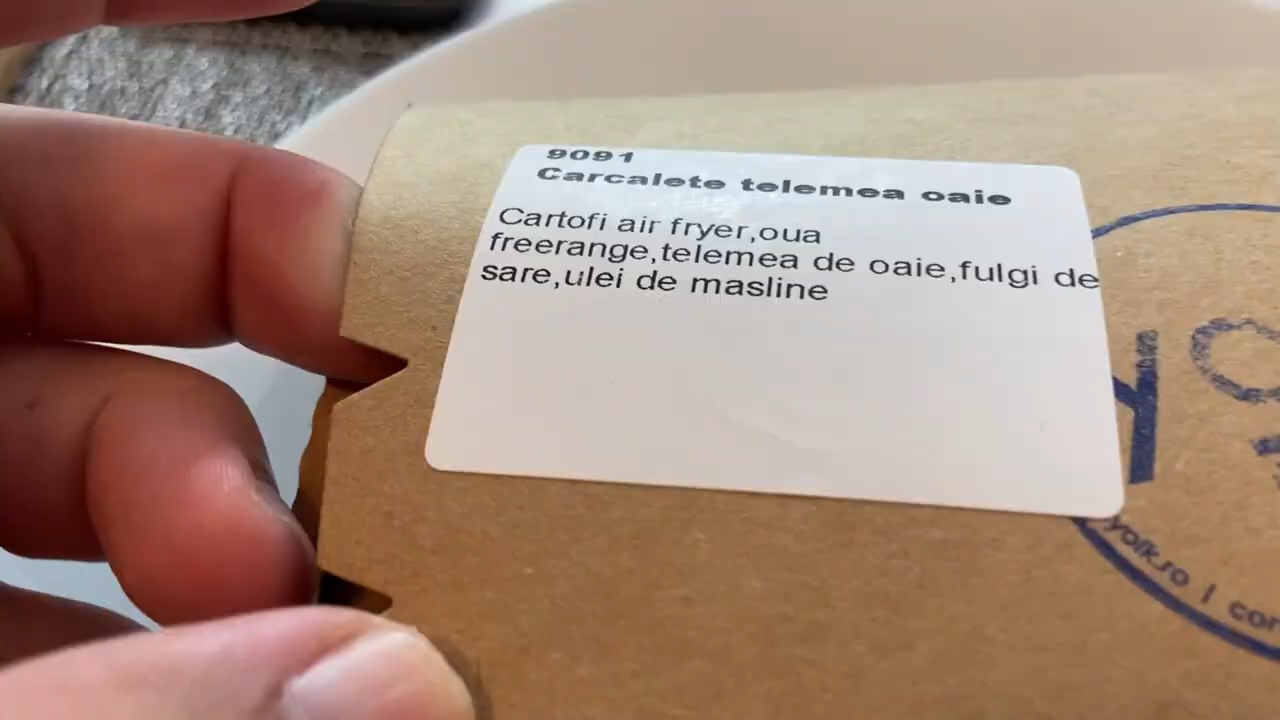 9091
Carcalete telemea oaie
Cartofi air fryer,oua
freerange,telemea de oaie,fulgi de
sare,ulei de masline
yolk.ro |